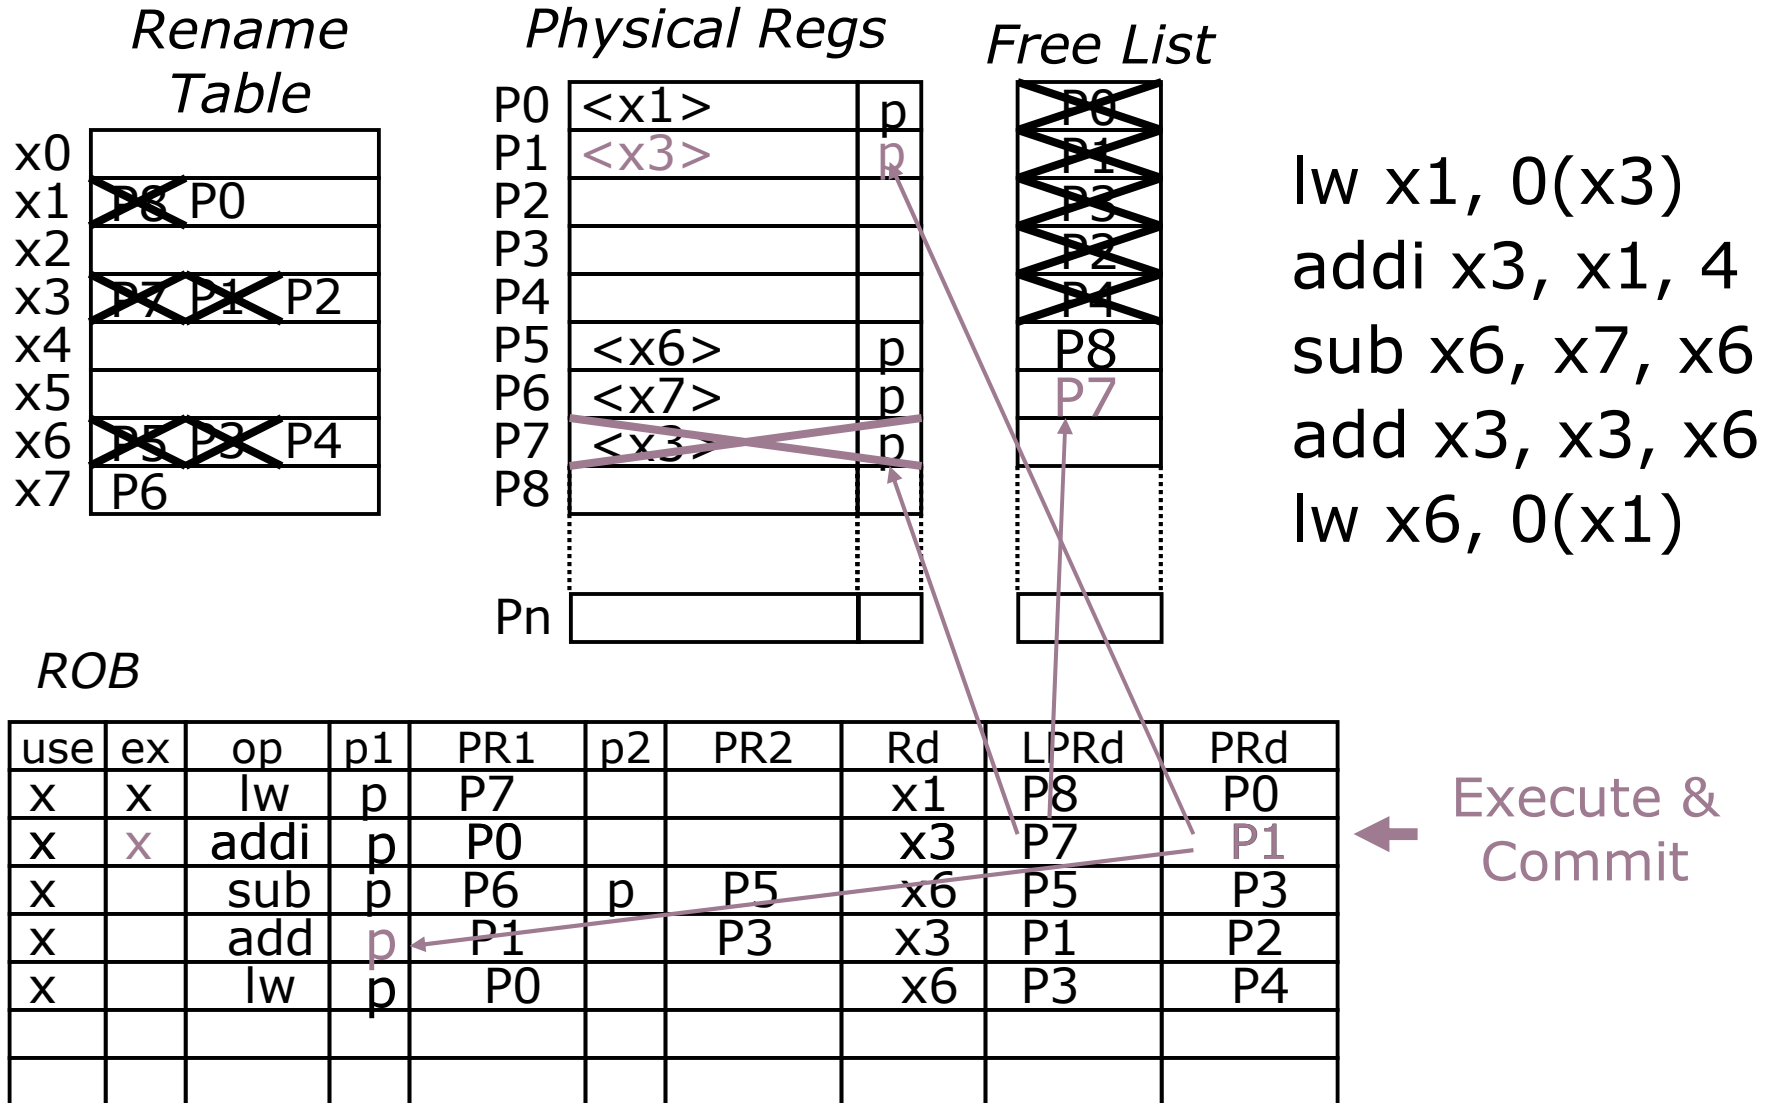 Rename
Table
Physical Regs
Free List
x0
x1 P8 P0
x2
x3 P7 P1 P2
x4
x5
x6 P5 P3 P4
x7 P6
P0 <x1> p
P1 <x3> p
P2
P3
P4
P5 <x6> p
P6 <x7> p
P7 <x3> p
P8
Pn
P0
P1
P3
P2
P4
P8
P7
lw x1, 0(x3)
addi x3, x1, 4
sub x6, x7, x6
add x3, x3, x6
lw x6, 0(x1)
ROB
use ex op p1 PR1 p2 PR2 Rd LPRd PRd
x x lw p P7 x1 P8 P0
x x addi p P0 x3 P7 P1
x sub p P6 p P5 x6 P5 P3
x add p P1 P3 x3 P1 P2
x lw p P0 x6 P3 P4
Execute &
Commit